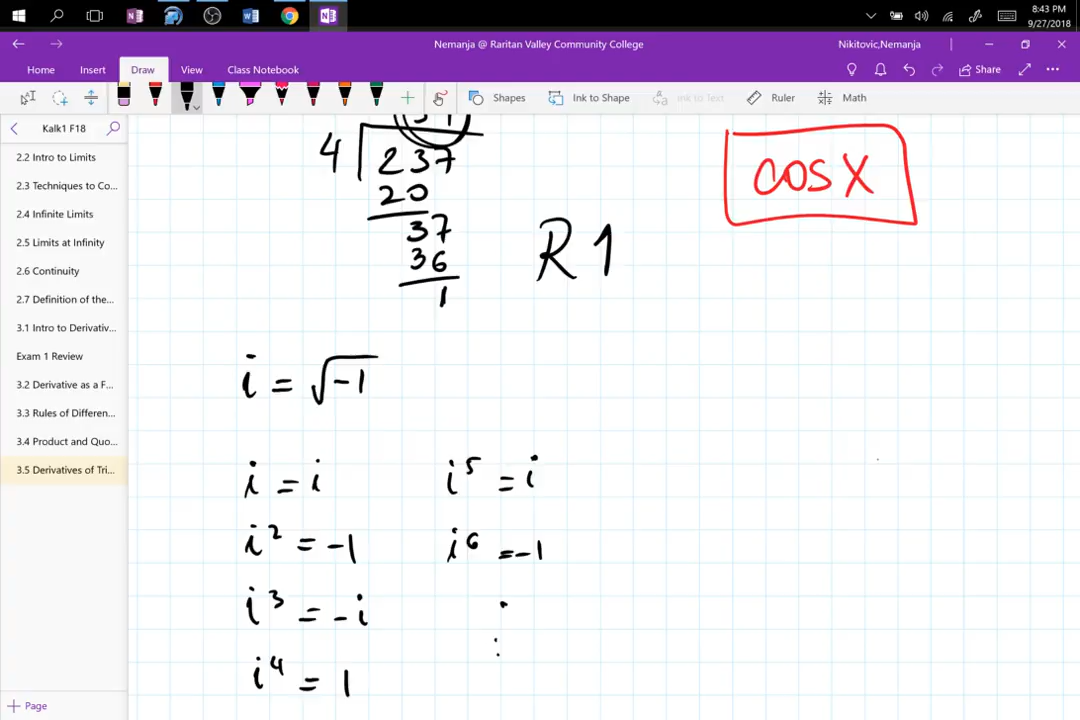 8:43 PM
9/27/2018
Nemanja @ Raritan Valley Community College
Nikitovic,Nemanja
Home
Insert
Draw
View
Class Notebook
Share
Shapes
Ink to Shape
Ink to Text
Ruler
Math
Kalk1 F18
2.2 Intro to Limits
2.3 Techniques to Co...
2.4 Infinite Limits
2.5 Limits at Infinity
2.6 Continuity
2.7 Definition of the...
3.1 Intro to Derivativ...
Exam 1 Review
3.2 Derivative as a F...
3.3 Rules of Differen...
3.4 Product and Quo...
3.5 Derivatives of Tri...
Page
4 237
20
37
36
1
R 1
cos x
i = √-1
i = i
i² = -1
i³ = -i
i⁴ = 1
i⁵ = i
i⁶ = -1
⋮